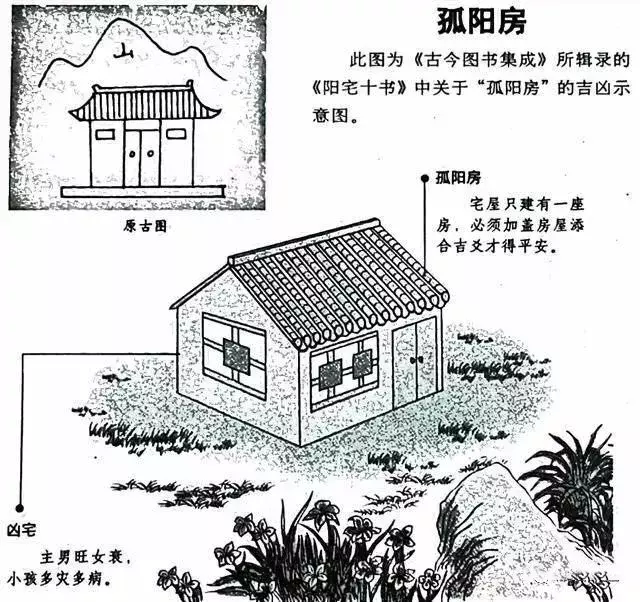 孤阳房
此图为《古今图书集成》所辑录的
《阳宅十书》中关于“孤阳房”的吉凶示
意图。
山
原古图
孤阳房
宅屋只建有一座
房，必须加盖房屋添
合吉爻才得平安。
凶宅
主男旺女衰，
小孩多灾多病。